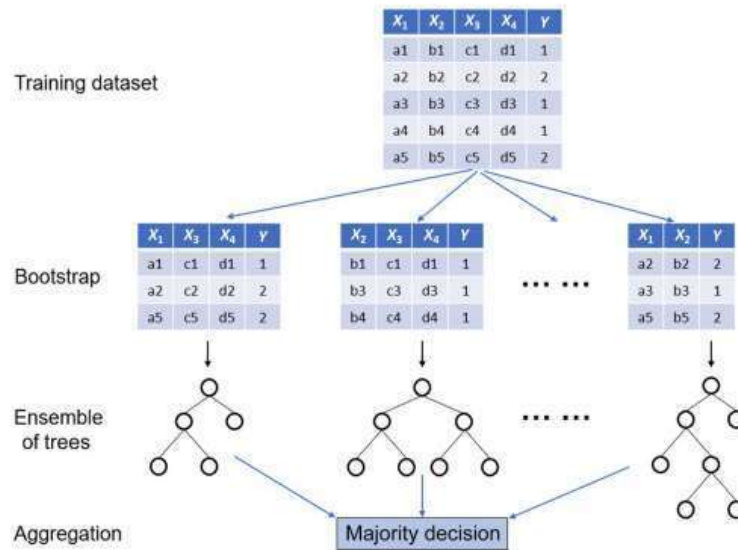 X1 X2 X3 X4 Y
a1 b1 c1 d1 1
Training dataset
a2 b2 c2 d2 2
a3 b3 c3 d3 1
a4 b4 c4 d4 1
a5 b5 c5 d5 2
X1 X3 X4 Y
a1 c1 d1 1
a2 c2 d2 2
a5 c5 d5 2
X2 X3 X4 Y
b1 c1 d1 1
b3 c3 d3 1
b4 c4 d4 1
X1 X2 Y
a2 b2 2
a3 b3 1
a5 b5 2
Bootstrap
... ...
Ensemble
of trees
... ...
Aggregation
Majority decision